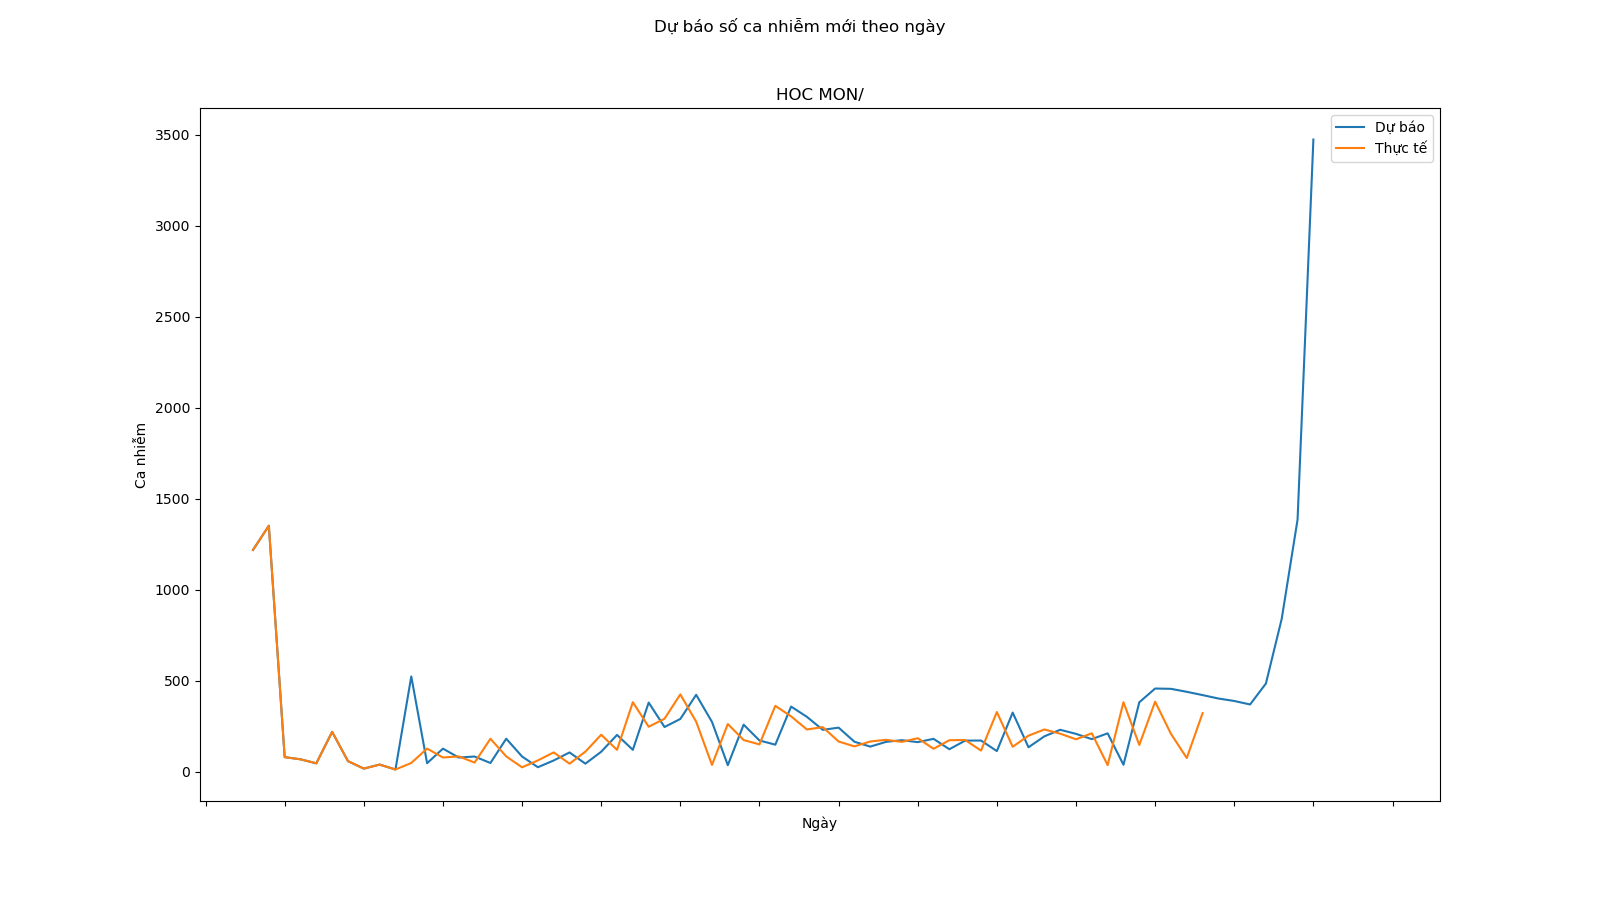 Dự báo số ca nhiễm mới theo ngày
HOC MON/
3500
3000
2500
2000
1500
1000
500
0
Ca nhiễm
Dự báo
Thực tế
Ngày